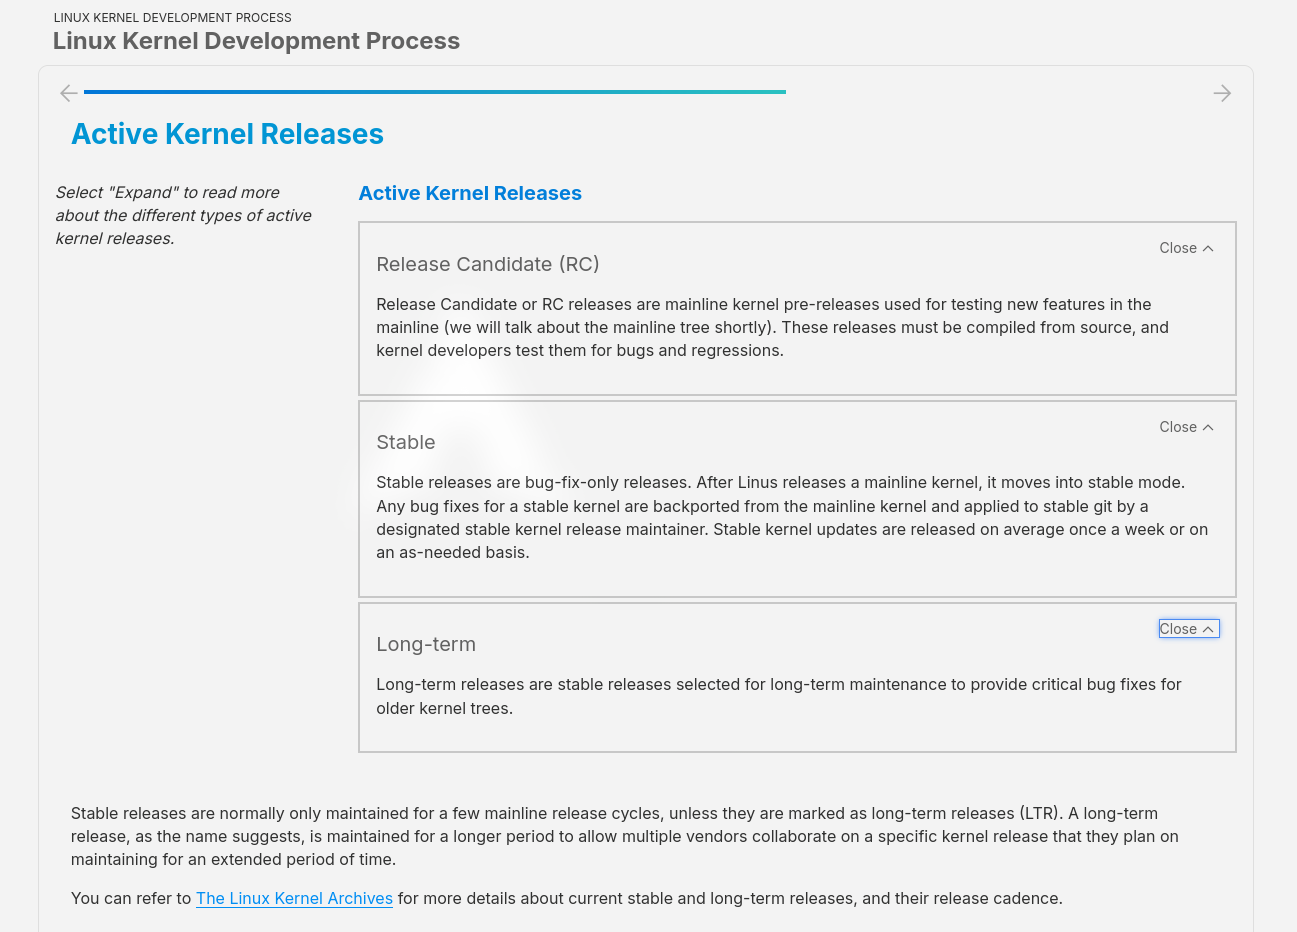 LINUX KERNEL DEVELOPMENT PROCESS
Linux Kernel Development Process
Active Kernel Releases
Select "Expand" to read more
about the different types of active
kernel releases.
Active Kernel Releases
Close
Release Candidate (RC)
Release Candidate or RC releases are mainline kernel pre-releases used for testing new features in the
mainline (we will talk about the mainline tree shortly). These releases must be compiled from source, and
kernel developers test them for bugs and regressions.
Close
Stable
Stable releases are bug-fix-only releases. After Linus releases a mainline kernel, it moves into stable mode.
Any bug fixes for a stable kernel are backported from the mainline kernel and applied to stable git by a
designated stable kernel release maintainer. Stable kernel updates are released on average once a week or on
an as-needed basis.
Close
Long-term
Long-term releases are stable releases selected for long-term maintenance to provide critical bug fixes for
older kernel trees.
Stable releases are normally only maintained for a few mainline release cycles, unless they are marked as long-term releases (LTR). A long-term
release, as the name suggests, is maintained for a longer period to allow multiple vendors collaborate on a specific kernel release that they plan on
maintaining for an extended period of time.
You can refer to The Linux Kernel Archives for more details about current stable and long-term releases, and their release cadence.